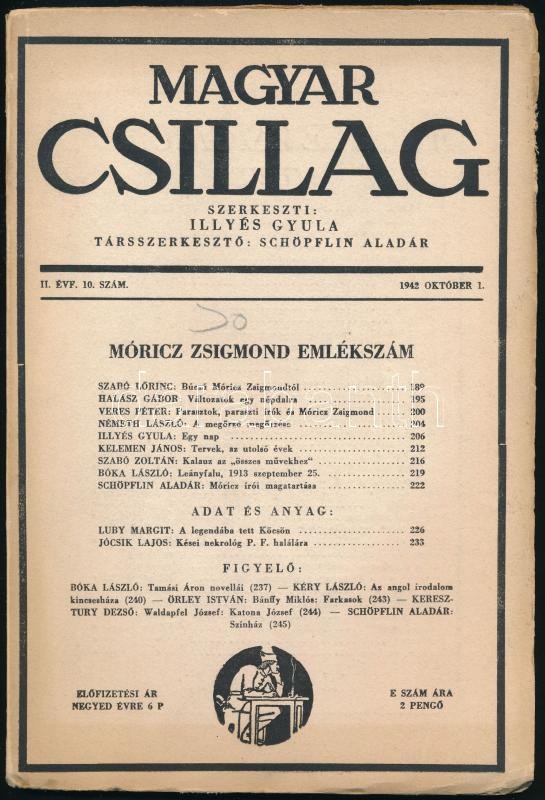 MAGYAR
CSILLAG
SZERKESZTI:
ILLYÉS GYULA
TÁRSSZERKESZTŐ: SCHÖPFLIN ALADÁR
II. ÉVF. 10. SZÁM. 1942 OKTÓBER 1.
MÓRICZ ZSIGMOND EMLÉKSZÁM
SZABÓ LŐRINC: Búcsú Móricz Zsigmondtól 189
HALÁSZ GÁBOR: Változatok egy népdalra 195
VERES PÉTER: Parasztok, paraszti írók és Móricz Zsigmond 200
NÉMETH LÁSZLÓ: A megőrző megőrzése 204
ILLYÉS GYULA: Egy nap 206
KELEMEN JÁNOS: Tervek, az utolsó évek 212
SZABÓ ZOLTÁN: Kalauz az „összes művekhez" 216
BÓKA LÁSZLÓ: Leányfalu, 1913 szeptember 25. 219
SCHÖPFLIN ALADÁR: Móricz írói magatartása 222
ADAT ÉS ANYAG:
LUBY MARGIT: A legendába tett Köcsön 226
JÓCSIK LAJOS: Kései nekrológ P. F. halálára 233
FIGYELŐ:
BÓKA LÁSZLÓ: Tamási Áron novellái (237) — KÉRY LÁSZLÓ: Az angol irodalom
kincsesháza (240) — ÖRLEY ISTVÁN: Bánffy Miklós: Farkasok (243) — KERESZ-
TURY DEZSŐ: Waldapfel József: Katona József (244) — SCHÖPFLIN ALADÁR:
Színház (245)
ELŐFIZETÉSI ÁR
NEGYED ÉVRE 6 P
E SZÁM ÁRA
2 PENGŐ